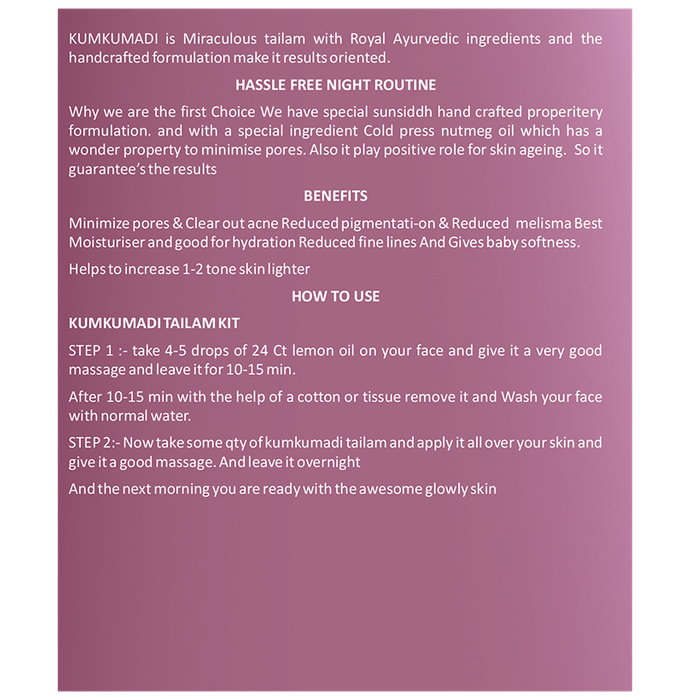 KUMKUMADI is Miraculous tailam with Royal Ayurvedic ingredients and the
handcrafted formulation make it results oriented.
HASSLE FREE NIGHT ROUTINE
Why we are the first Choice We have special sunsiddh hand crafted properitery
formulation. and with a special ingredient Cold press nutmeg oil which has a
wonder property to minimise pores. Also it play positive role for skin ageing. So it
guarantee's the results
BENEFITS
Minimize pores & Clear out acne Reduced pigmentati-on & Reduced melisma Best
Moisturiser and good for hydration Reduced fine lines And Gives baby softness.
Helps to increase 1-2 tone skin lighter
HOW TO USE
KUMKUMADI TAILAM KIT
STEP 1 :- take 4-5 drops of 24 Ct lemon oil on your face and give it a very good
massage and leave it for 10-15 min.
After 10-15 min with the help of a cotton or tissue remove it and Wash your face
with normal water.
STEP 2:- Now take some qty of kumkumadi tailam and apply it all over your skin and
give it a good massage. And leave it overnight
And the next morning you are ready with the awesome glowly skin